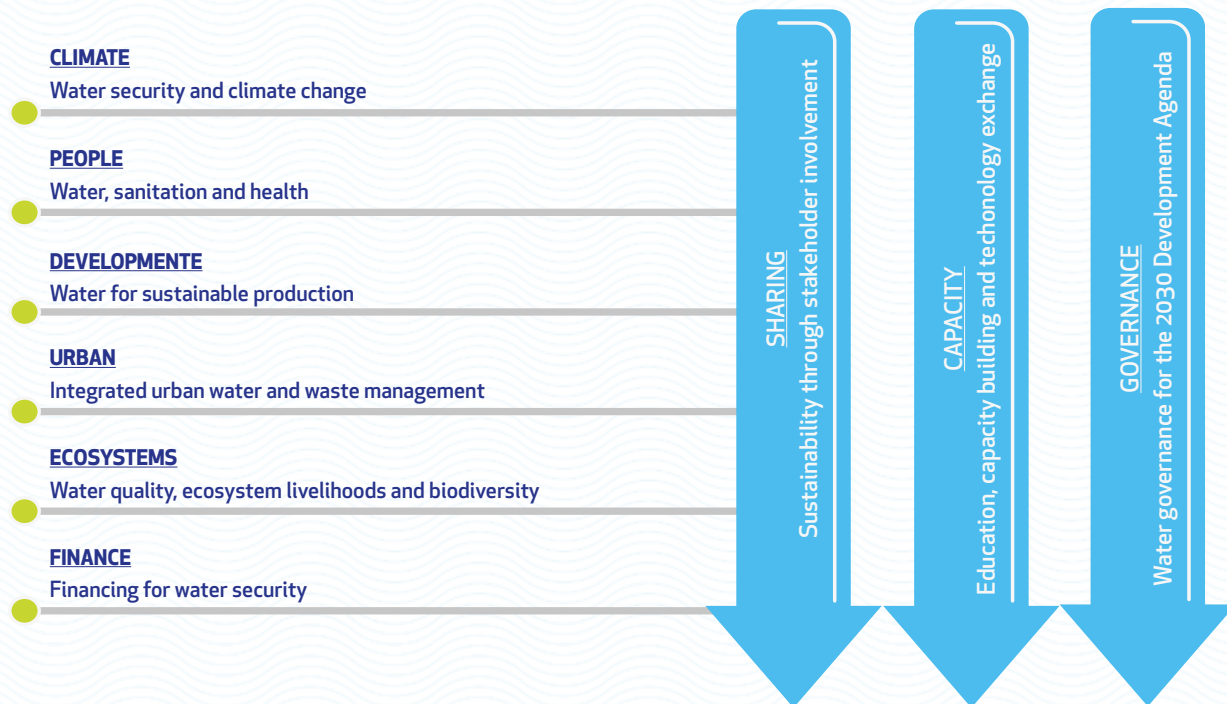 CLIMATE
Water security and climate change
PEOPLE
Water, sanitation and health
DEVELOPMENTE
Water for sustainable production
URBAN
Integrated urban water and waste management
ECOSYSTEMS
Water quality, ecosystem livelihoods and biodiversity
FINANCE
Financing for water security
SHARING
Sustainability through stakeholder involvement
CAPACITY
Education, capacity building and techonology exchange
GOVERNANCE
Water governance for the 2030 Development Agenda